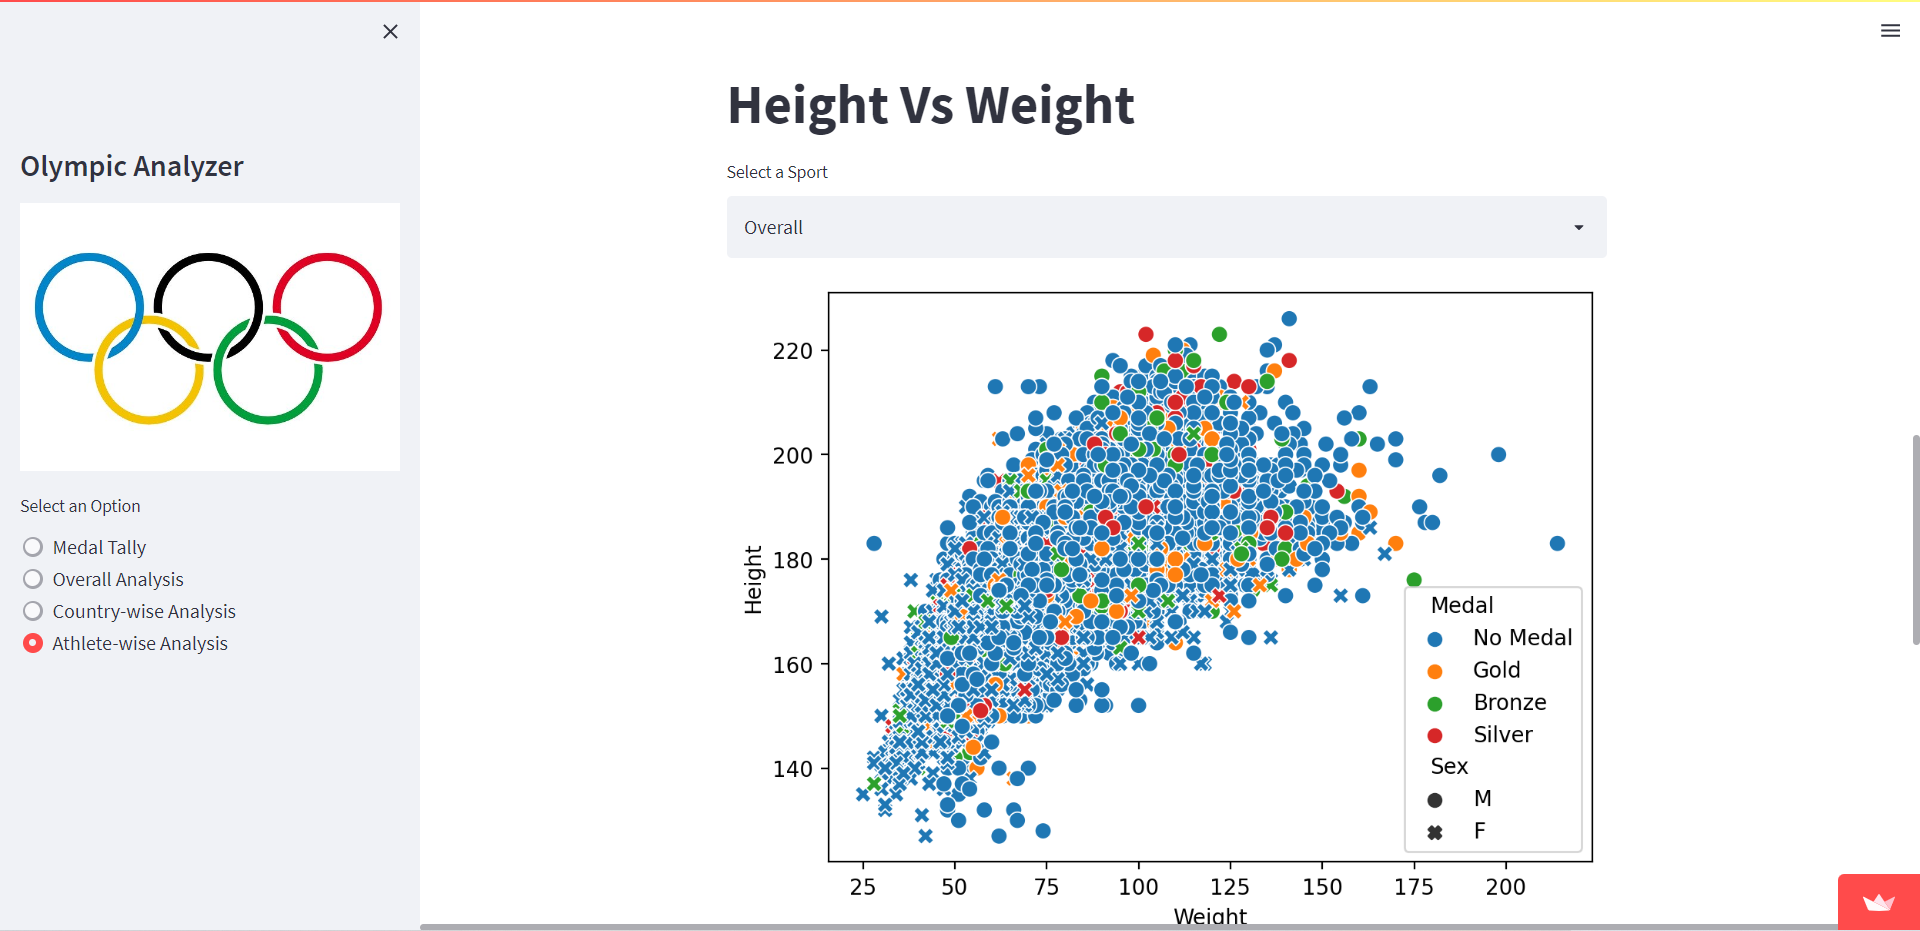 Olympic Analyzer
Select an Option
Medal Tally
Overall Analysis
Country-wise Analysis
Athlete-wise Analysis
Height Vs Weight
Select a Sport
Overall
220
200
180
160
140
Height
Medal
No Medal
Gold
Bronze
Silver
Sex
M
F
25 50 75 100 125 150 175 200
Weight